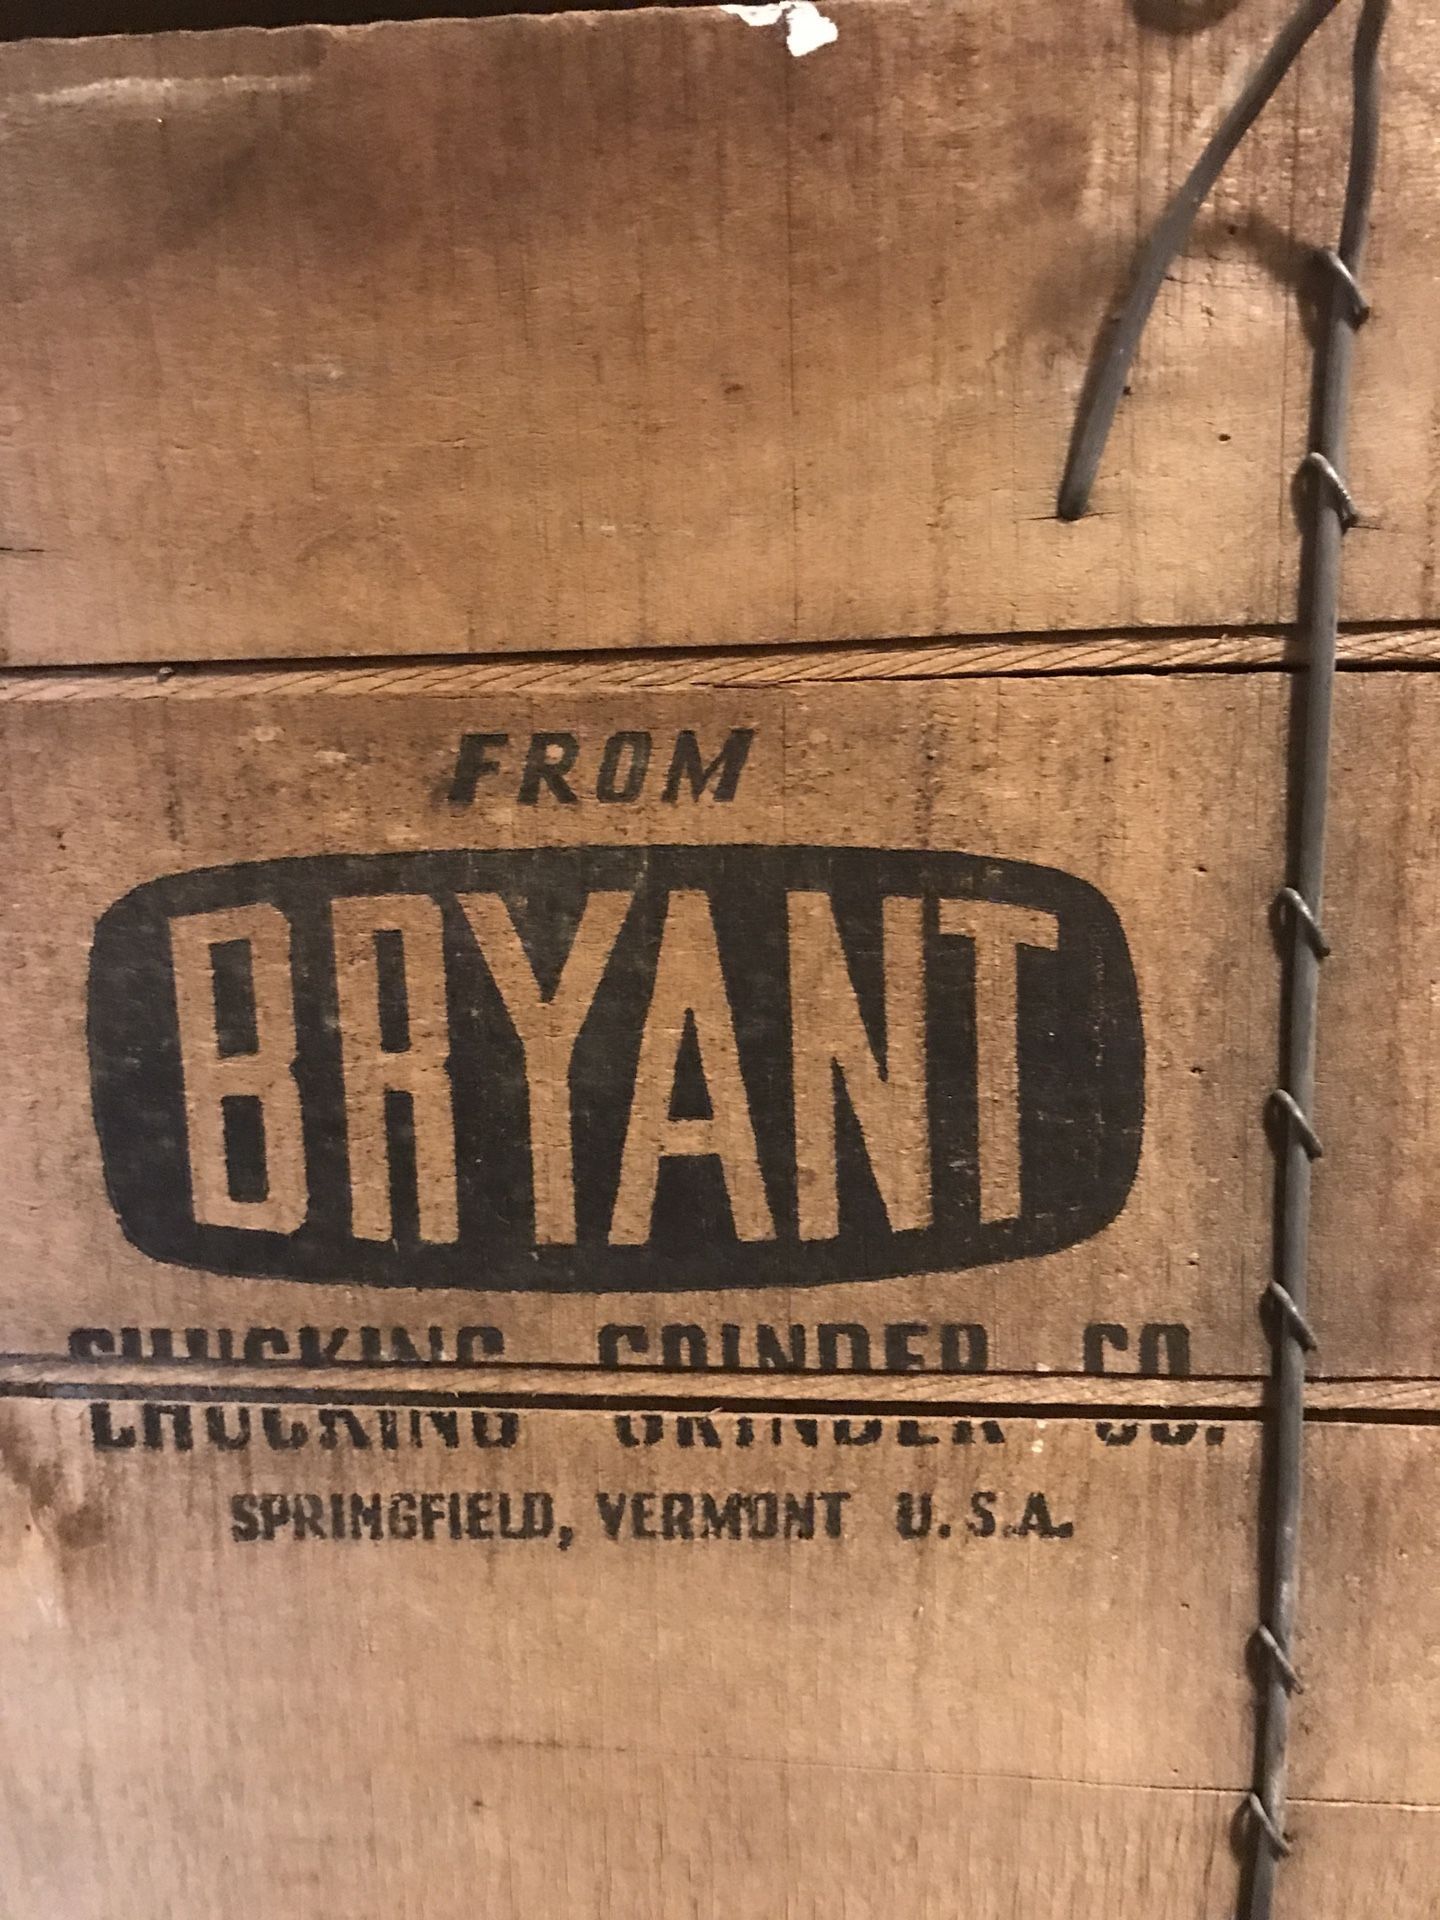 FROM
BRYANT
CHUCKING GRINDER CO.
SPRINGFIELD, VERMONT U.S.A.